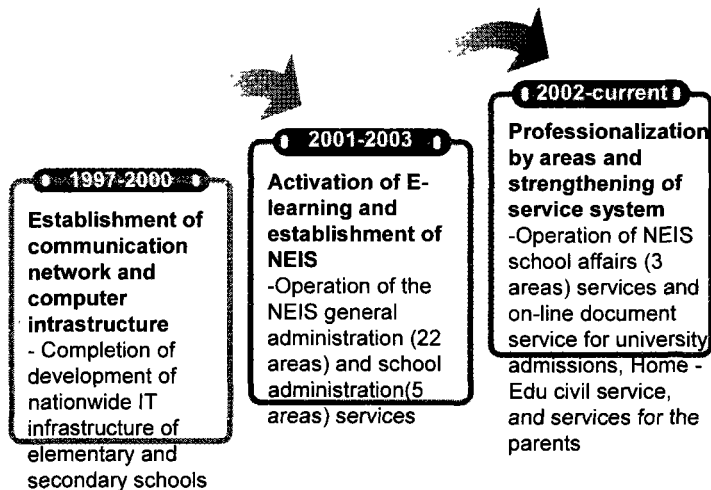 1997-2000
Establishment of
communication
network and
computer
intrastructure
- Completion of
development of
nationwide IT
infrastructure of
elementary and
secondary schools
2001-2003
Activation of E-
learning and
establishment of
NEIS
-Operation of the
NEIS general
administration (22
areas) and school
administration(5
areas) services
2002-current
Professionalization
by areas and
strengthening of
service system
-Operation of NEIS
school affairs (3
areas) services and
on-line document
service for university
admissions, Home -
Edu civil service,
and services for the
parents